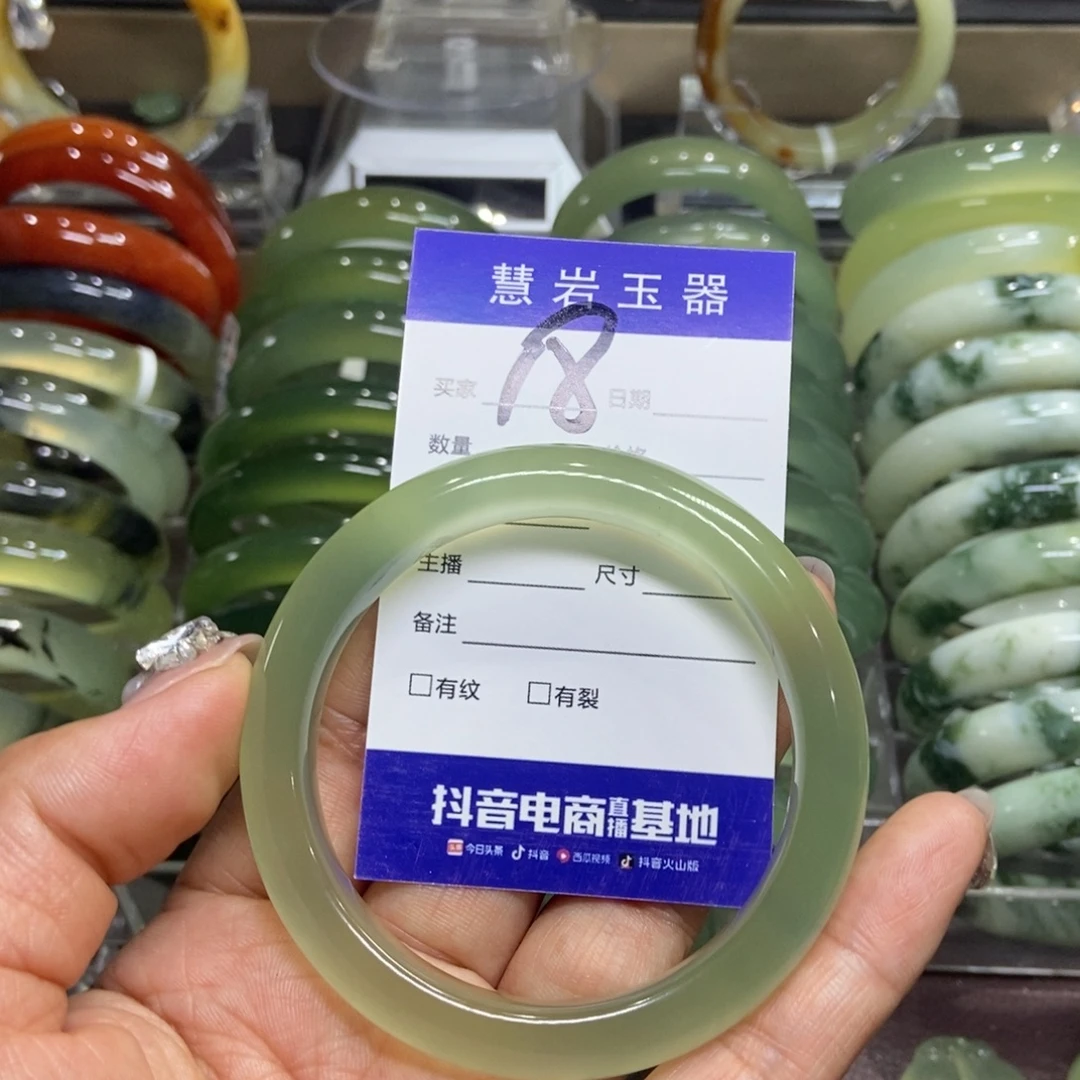 慧岩玉器
18
买家 日期
数量
主播 尺寸
备注
□有纹 □有裂
抖音电商直播基地
今日头条 抖音 西瓜视频 抖音火山版